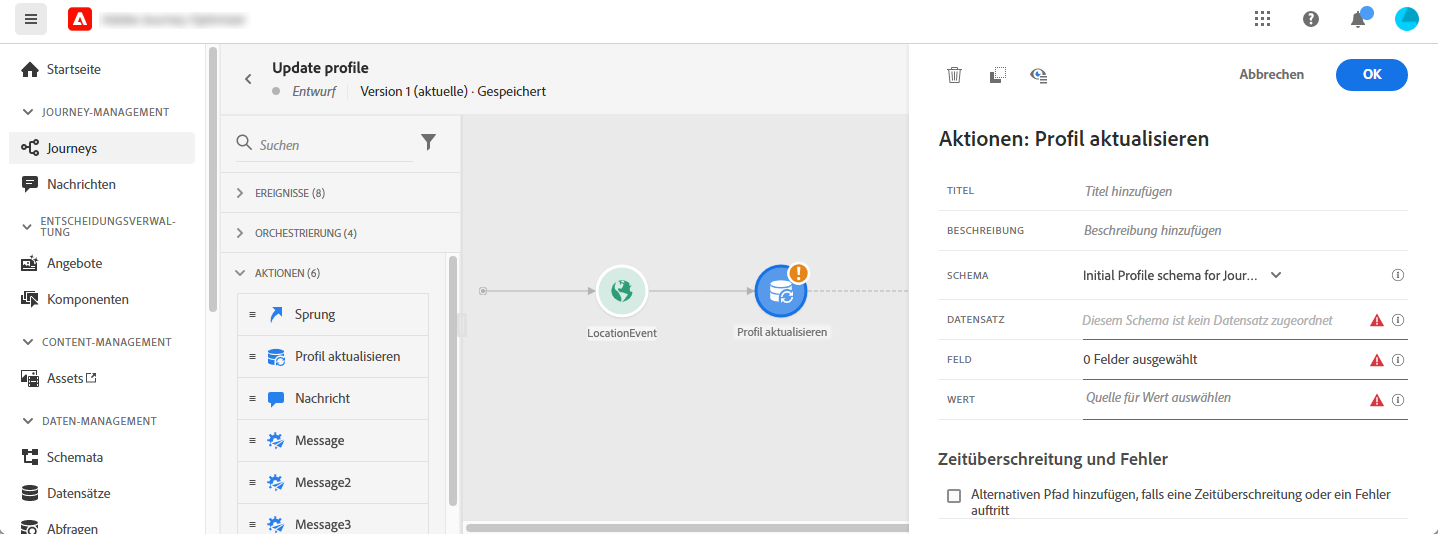 Startseite
JOURNEY-MANAGEMENT
Journeys
Nachrichten
ENTSCHEIDUNGSVERWAL-
TUNG
Angebote
Komponenten
CONTENT-MANAGEMENT
Assets
DATEN-MANAGEMENT
Schemata
Datensätze
Abfragen
Update profile
Entwurf
Version 1 (aktuelle) · Gespeichert
Suchen
EREIGNISSE (8)
ORCHESTRIERUNG (4)
AKTIONEN (6)
Sprung
Profil aktualisieren
Nachricht
Message
Message2
Message3
LocationEvent
Profil aktualisieren
Abbrechen
OK
Aktionen: Profil aktualisieren
TITEL
Titel hinzufügen
BESCHREIBUNG
Beschreibung hinzufügen
SCHEMA
Initial Profile schema for Jour...
DATENSATZ
Diesem Schema ist kein Datensatz zugeordnet
FELD
0 Felder ausgewählt
WERT
Quelle für Wert auswählen
Zeitüberschreitung und Fehler
Alternativen Pfad hinzufügen, falls eine Zeitüberschreitung oder ein Fehler
auftritt